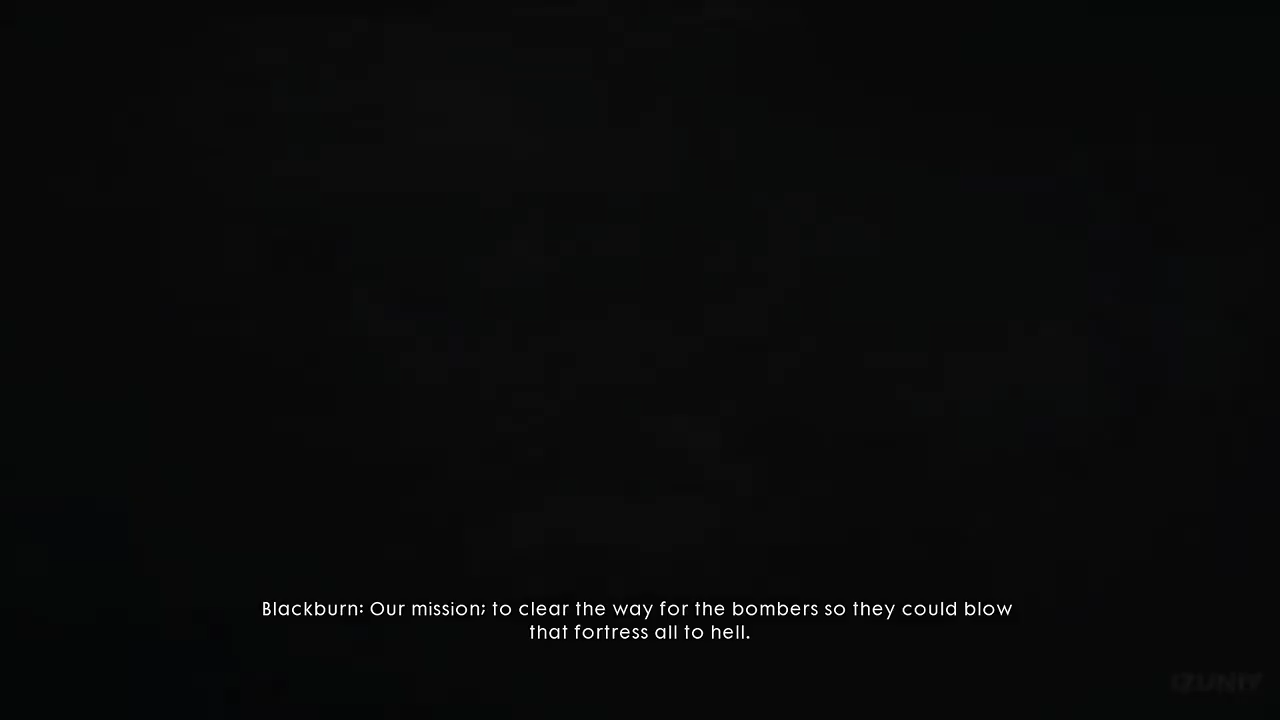 Blackburn: Our mission; to clear the way for the bombers so they could blow
that fortress all to hell.